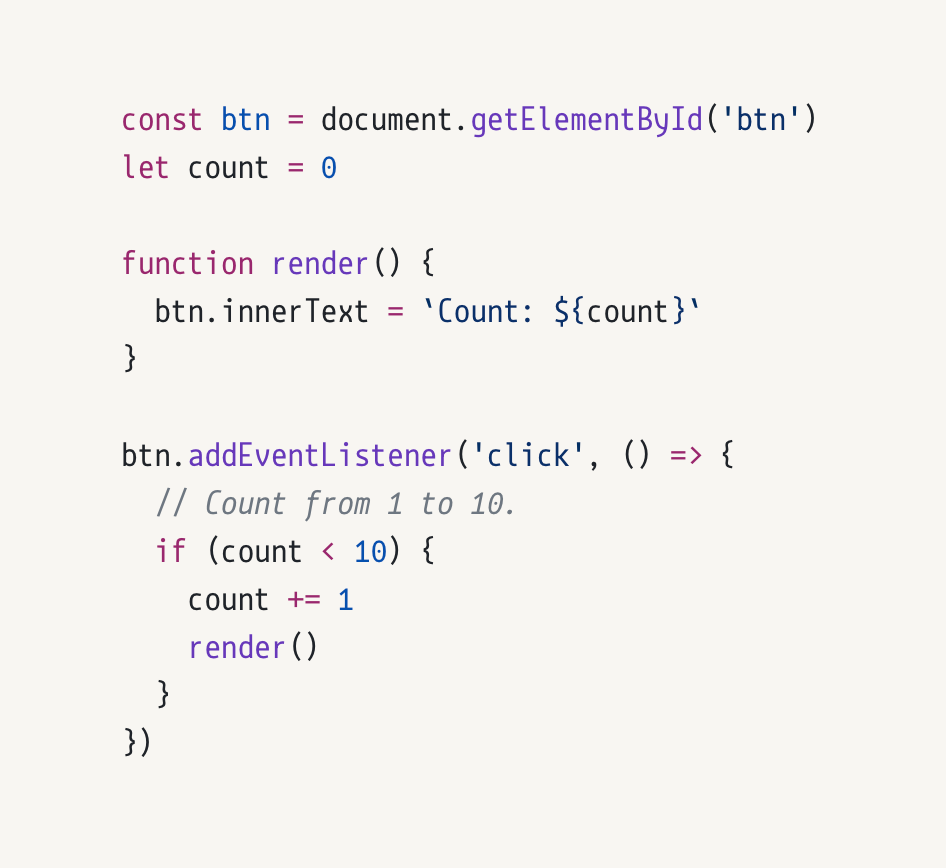 const btn = document.getElementById('btn')
let count = 0

function render() {
  btn.innerText = `Count: ${count}`
}

btn.addEventListener('click', () => {
  // Count from 1 to 10.
  if (count < 10) {
    count += 1
    render()
  }
})